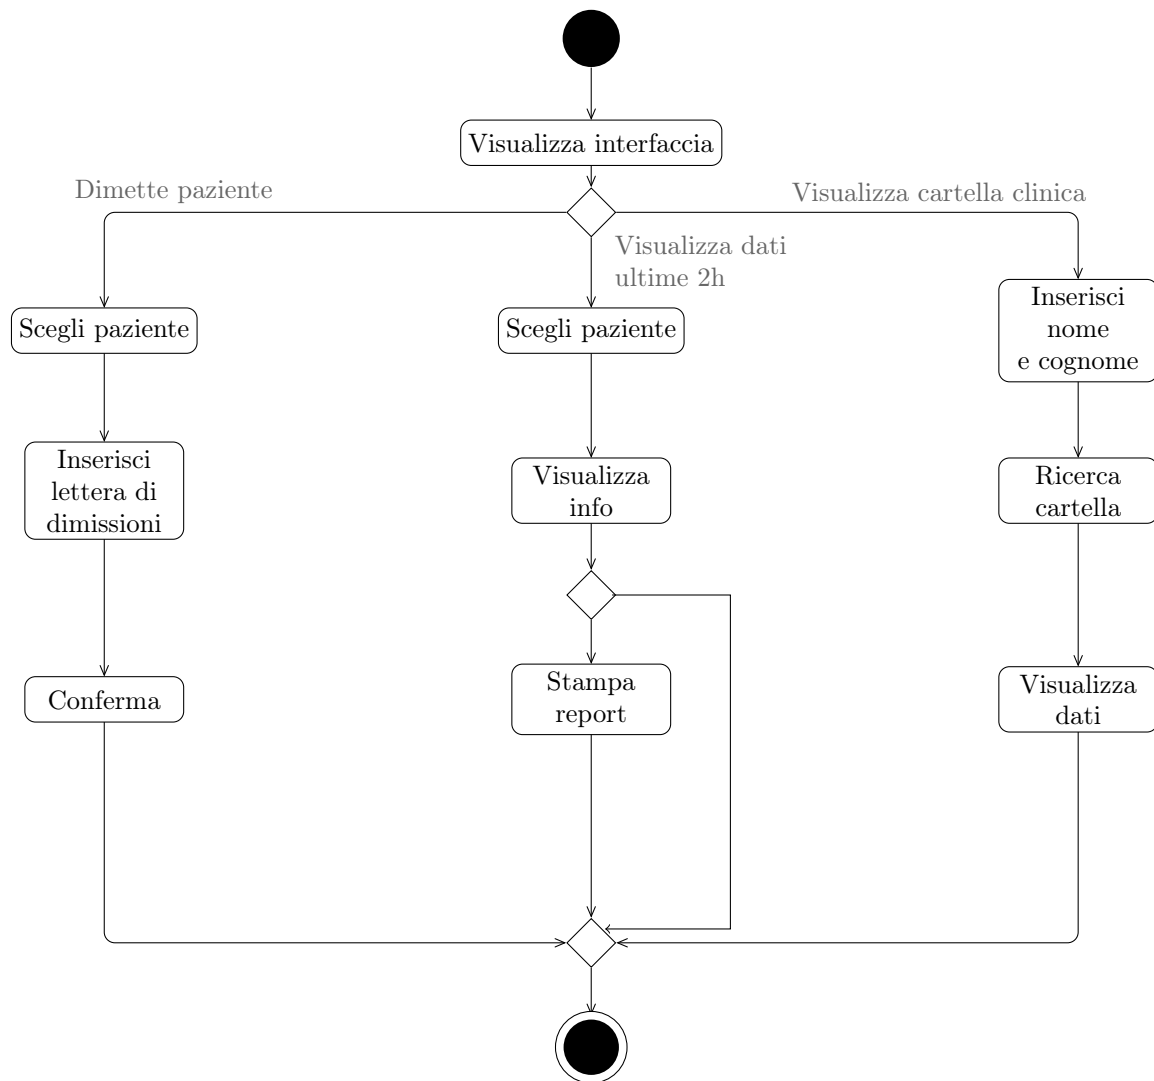 Visualizza interfaccia
Dimette paziente
Visualizza cartella clinica
Visualizza dati
ultime 2h
Scegli paziente
Scegli paziente
Inserisci
nome
e cognome
Inserisci
lettera di
dimissioni
Visualizza
info
Ricerca
cartella
Conferma
Stampa
report
Visualizza
dati